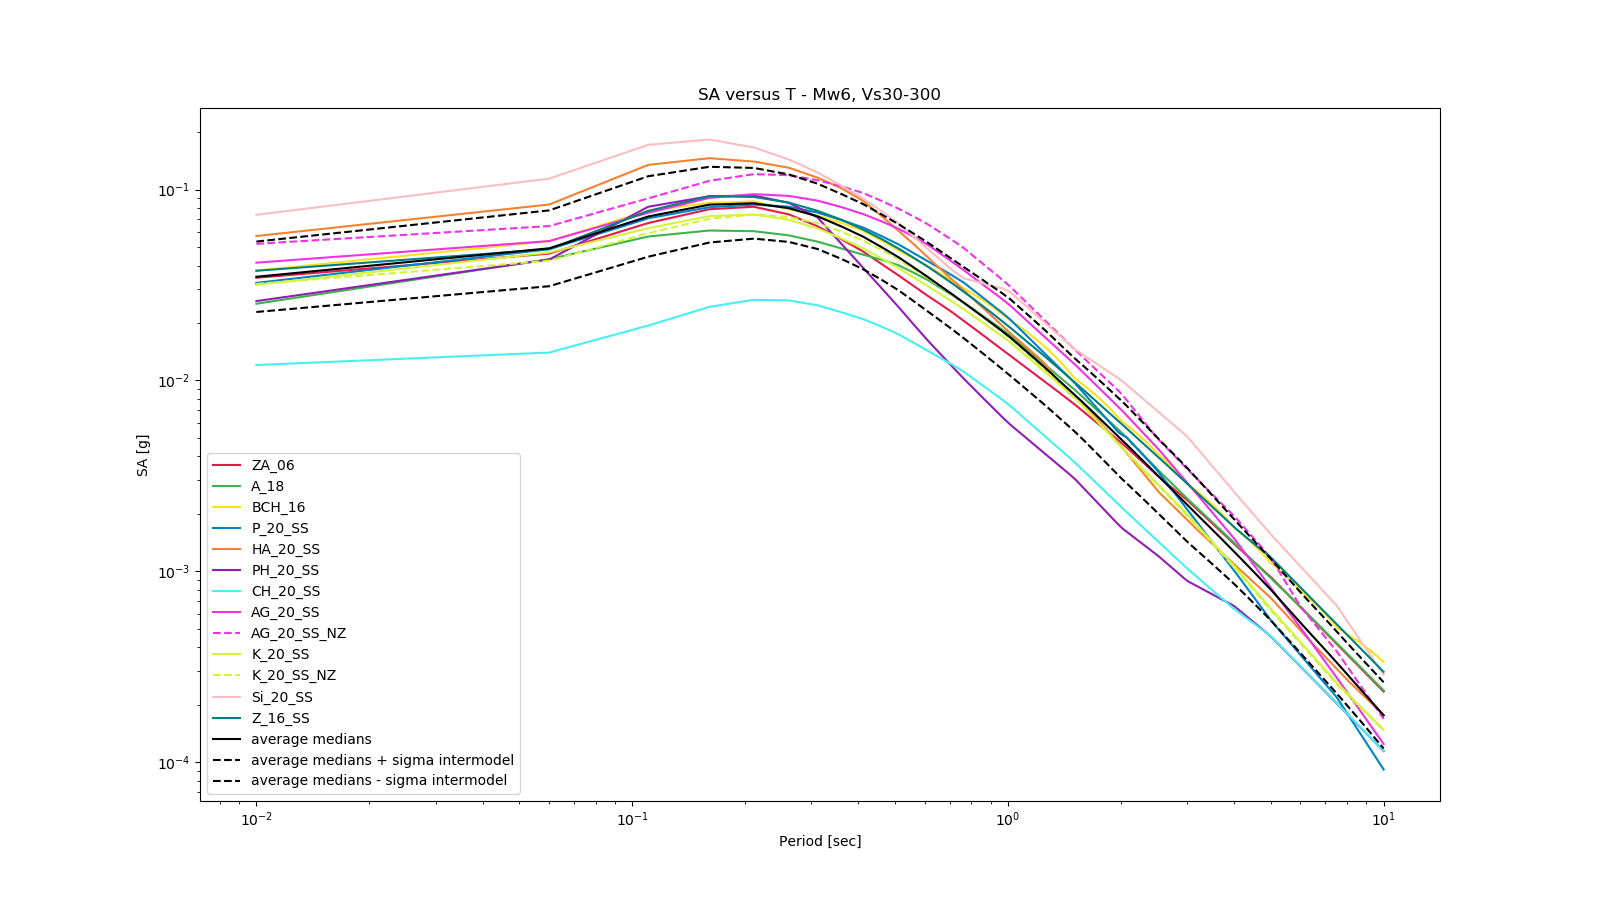 SA versus T - Mw6, Vs30-300
SA [g]
10⁻¹
10⁻²
10⁻³
10⁻⁴
ZA_06
A_18
BCH_16
P_20_SS
HA_20_SS
PH_20_SS
CH_20_SS
AG_20_SS
AG_20_SS_NZ
K_20_SS
K_20_SS_NZ
Si_20_SS
Z_16_SS
average medians
average medians + sigma intermodel
average medians - sigma intermodel
10⁻² 10⁻¹ 10⁰ 10¹
Period [sec]